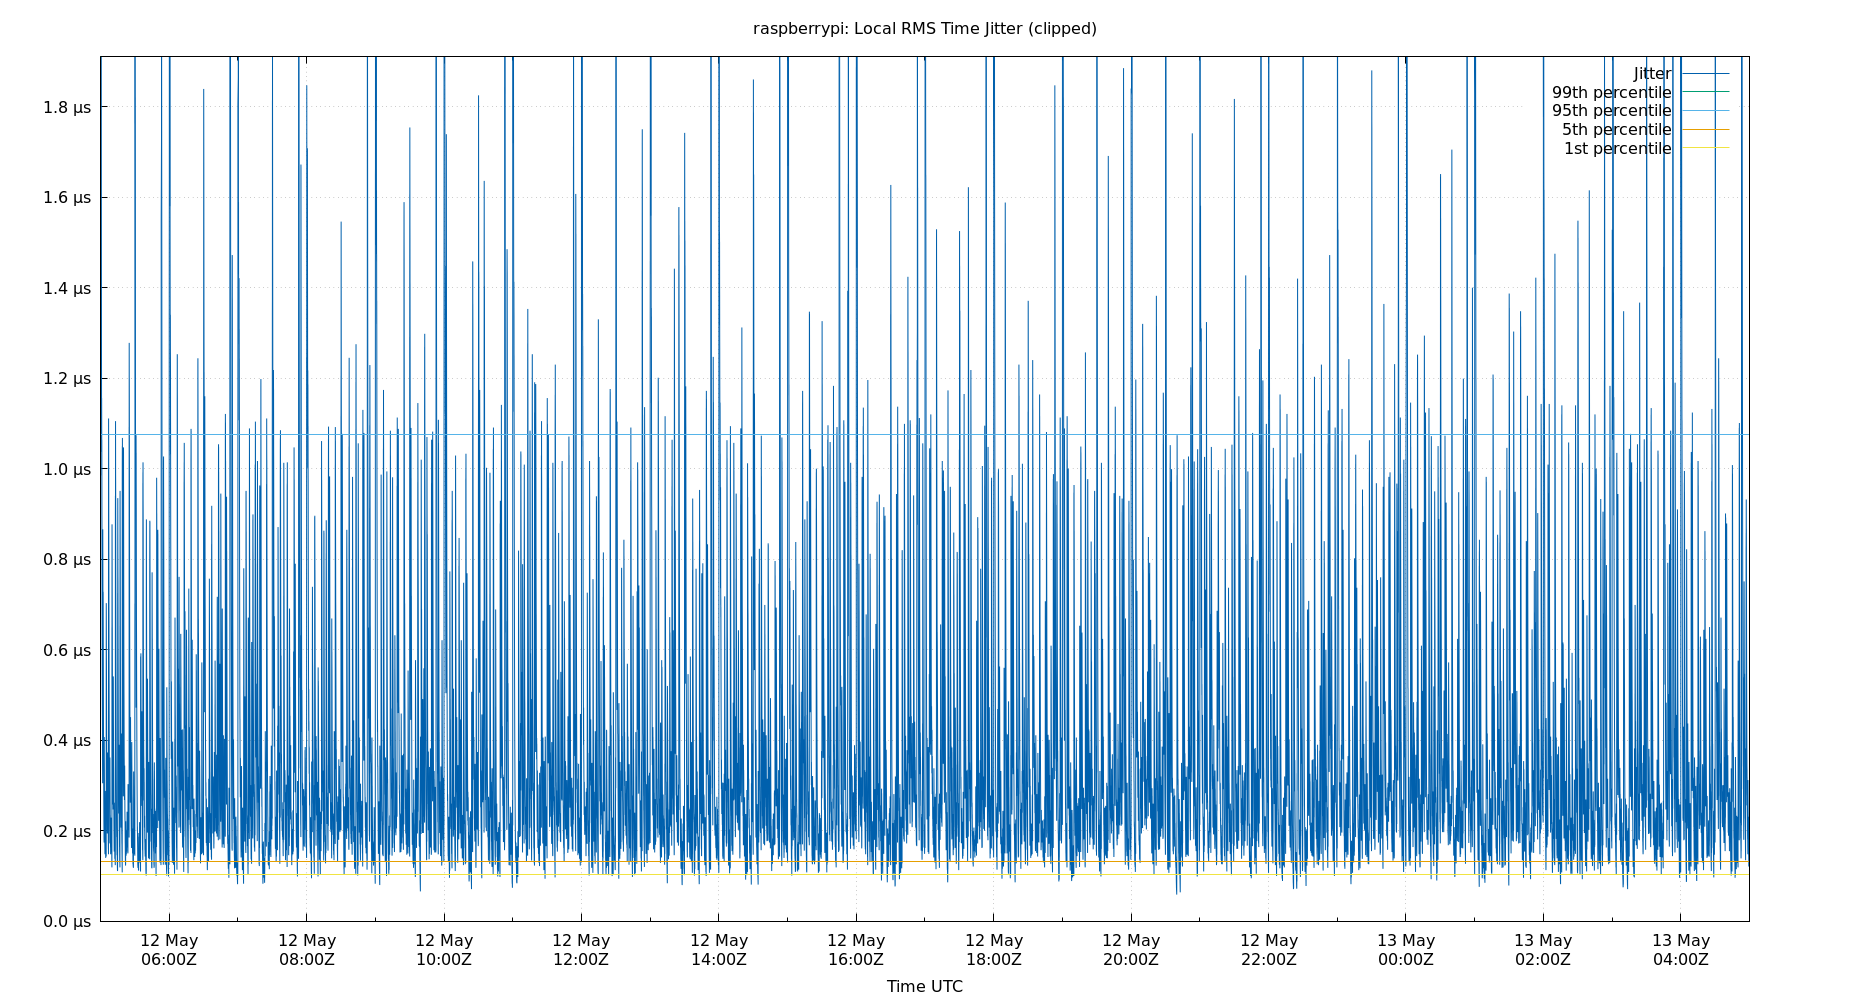 raspberrypi: Local RMS Time Jitter (clipped)
Jitter
99th percentile
95th percentile
5th percentile
1st percentile
1.8 µs
1.6 µs
1.4 µs
1.2 µs
1.0 µs
0.8 µs
0.6 µs
0.4 µs
0.2 µs
0.0 µs
12 May 12 May 12 May 12 May 12 May 12 May 12 May 12 May 12 May 13 May 13 May 13 May
06:00Z 08:00Z 10:00Z 12:00Z 14:00Z 16:00Z 18:00Z 20:00Z 22:00Z 00:00Z 02:00Z 04:00Z
Time UTC